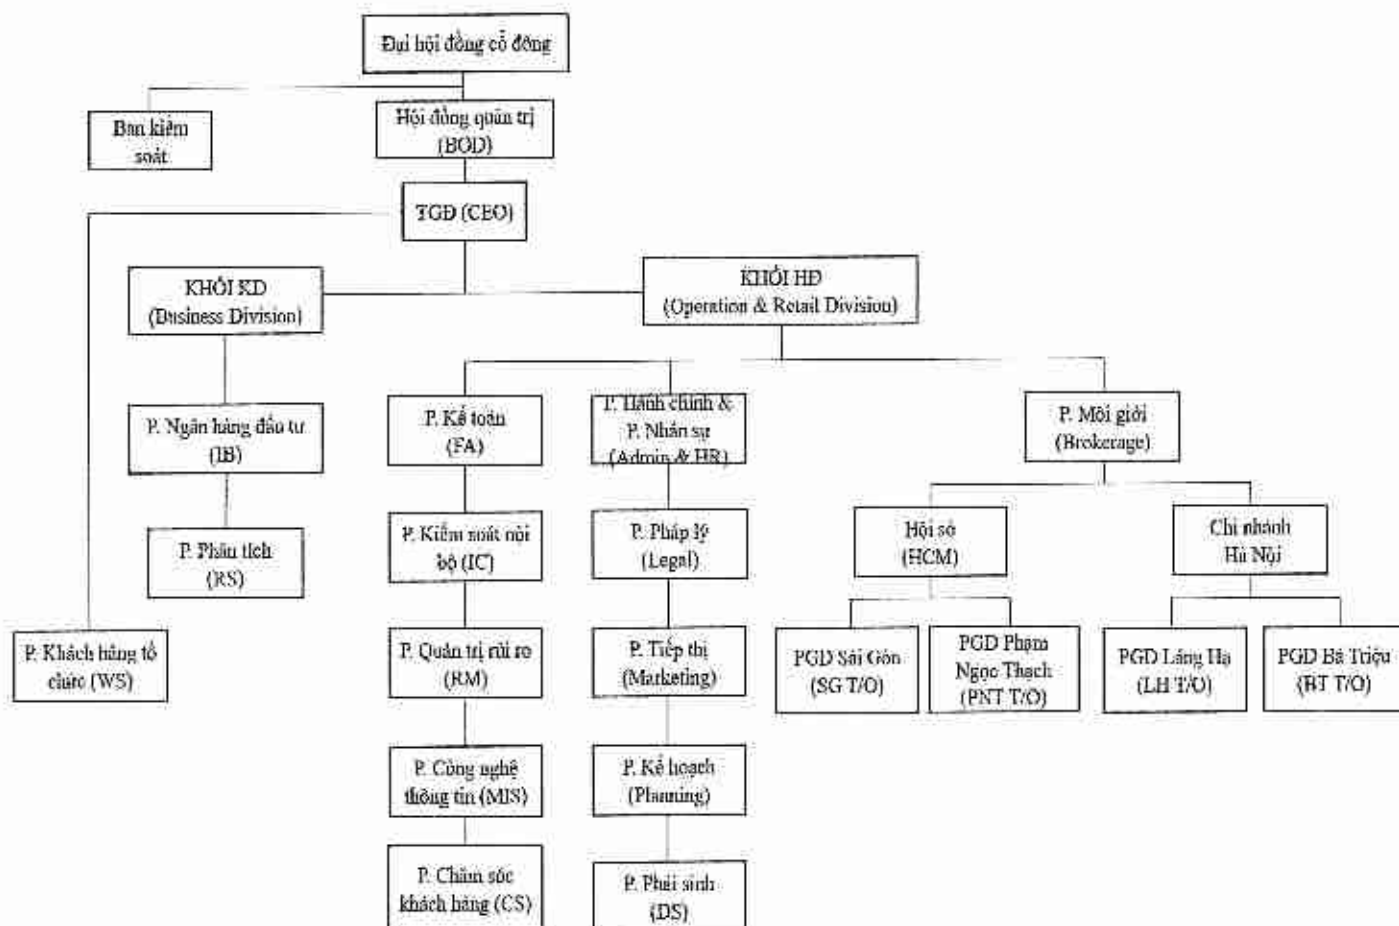 Đại hội đồng cổ đông
Ban kiểm
soát
Hội đồng quản trị
(BOD)
TGĐ (CEO)
KHỐI KD
(Business Division)
KHỐI HĐ
(Operation & Retail Division)
P. Ngân hàng đầu tư
(IB)
P. Kế toán
(FA)
P. Hành chính &
P. Nhân sự
(Admin & HR)
P. Môi giới
(Brokerage)
P. Phân tích
(RS)
P. Kiểm soát nội
bộ (IC)
P. Pháp lý
(Legal)
Hội sở
(HCM)
Chi nhánh
Hà Nội
P. Khách hàng tổ
chức (WS)
P. Quản trị rủi ro
(RM)
P. Tiếp thị
(Marketing)
PGD Sài Gòn
(SG T/O)
PGD Phạm
Ngọc Thạch
(PNT T/O)
PGD Láng Hạ
(LH T/O)
PGD Bà Triệu
(BT T/O)
P. Công nghệ
thông tin (MIS)
P. Kế hoạch
(Planning)
P. Chăm sóc
khách hàng (CS)
P. Phái sinh
(DS)